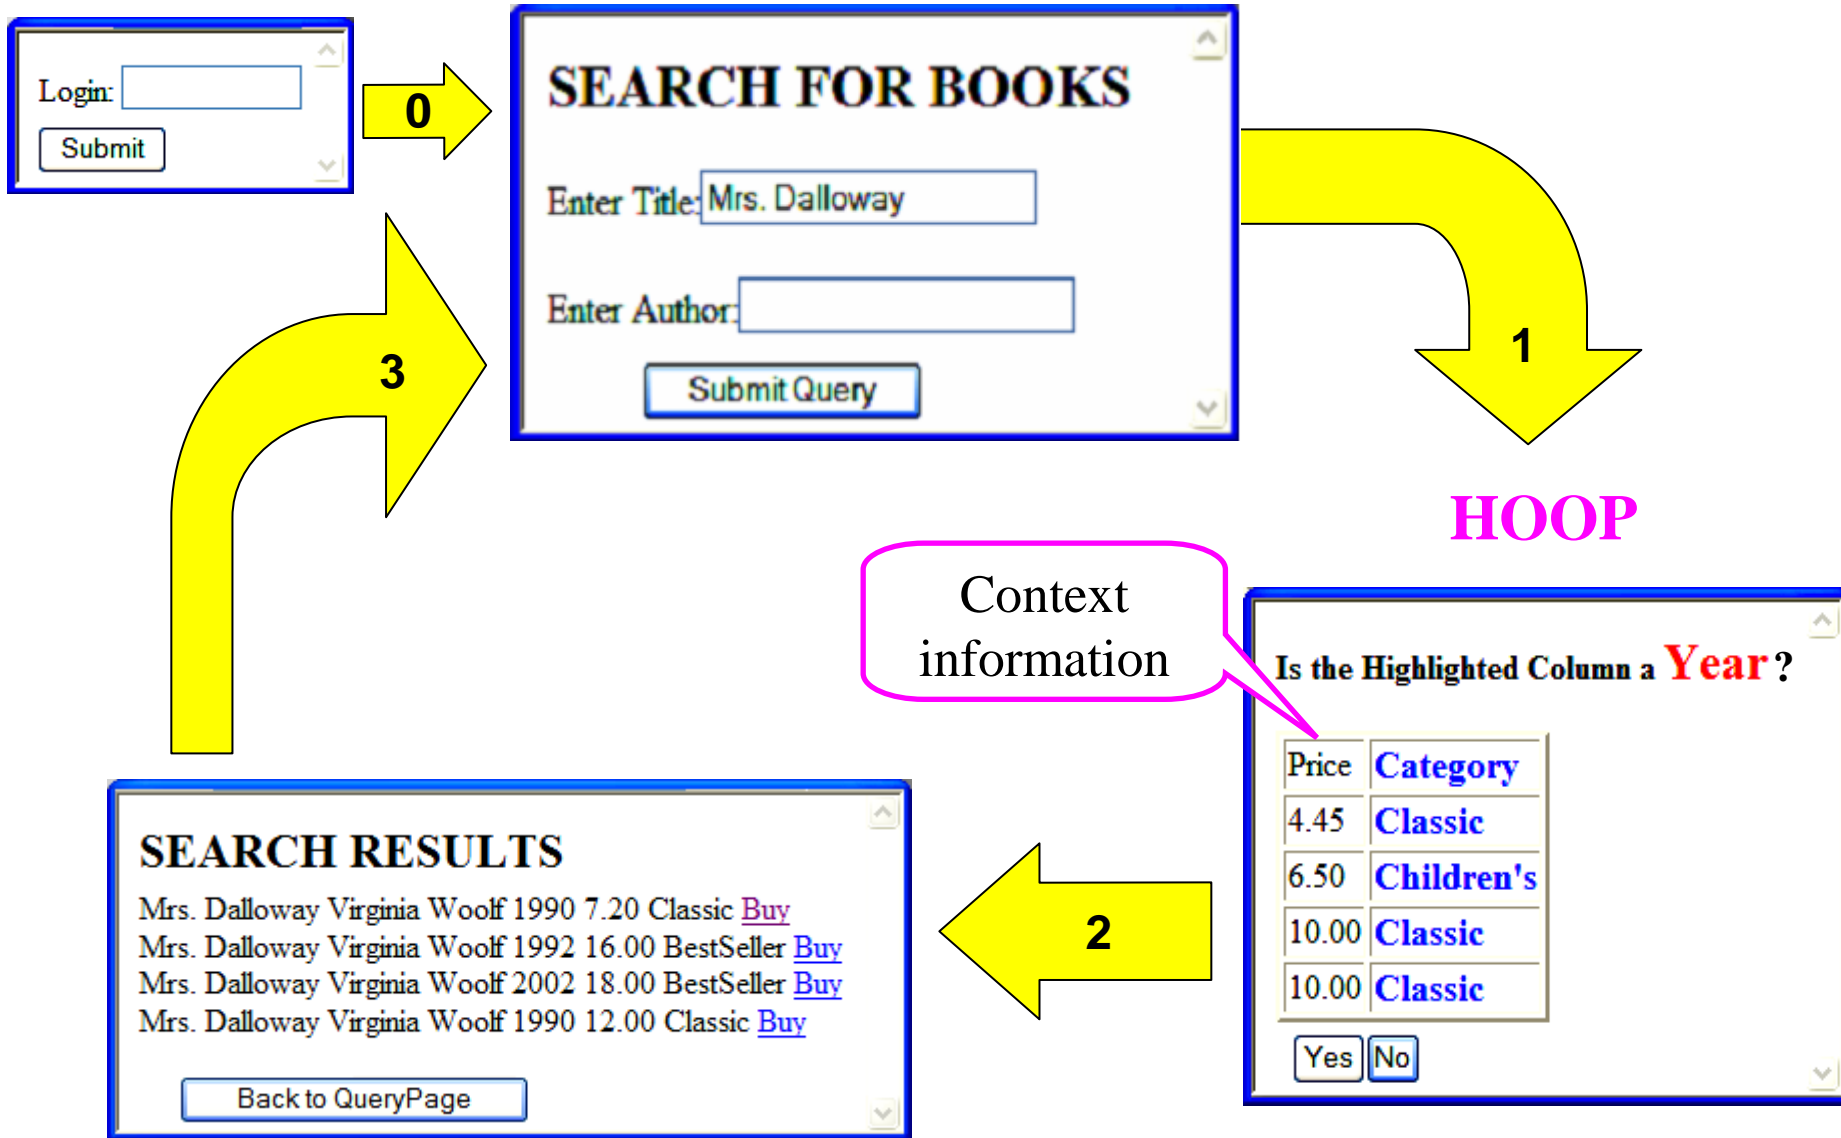 Login:
Submit
0
SEARCH FOR BOOKS
Enter Title: Mrs. Dalloway
Enter Author:
Submit Query
1
HOOP
Context
information
Is the Highlighted Column a Year ?
Price Category
4.45 Classic
6.50 Children's
10.00 Classic
10.00 Classic
Yes No
2
SEARCH RESULTS
Mrs. Dalloway Virginia Woolf 1990 7.20 Classic Buy
Mrs. Dalloway Virginia Woolf 1992 16.00 BestSeller Buy
Mrs. Dalloway Virginia Woolf 2002 18.00 BestSeller Buy
Mrs. Dalloway Virginia Woolf 1990 12.00 Classic Buy
Back to QueryPage
3